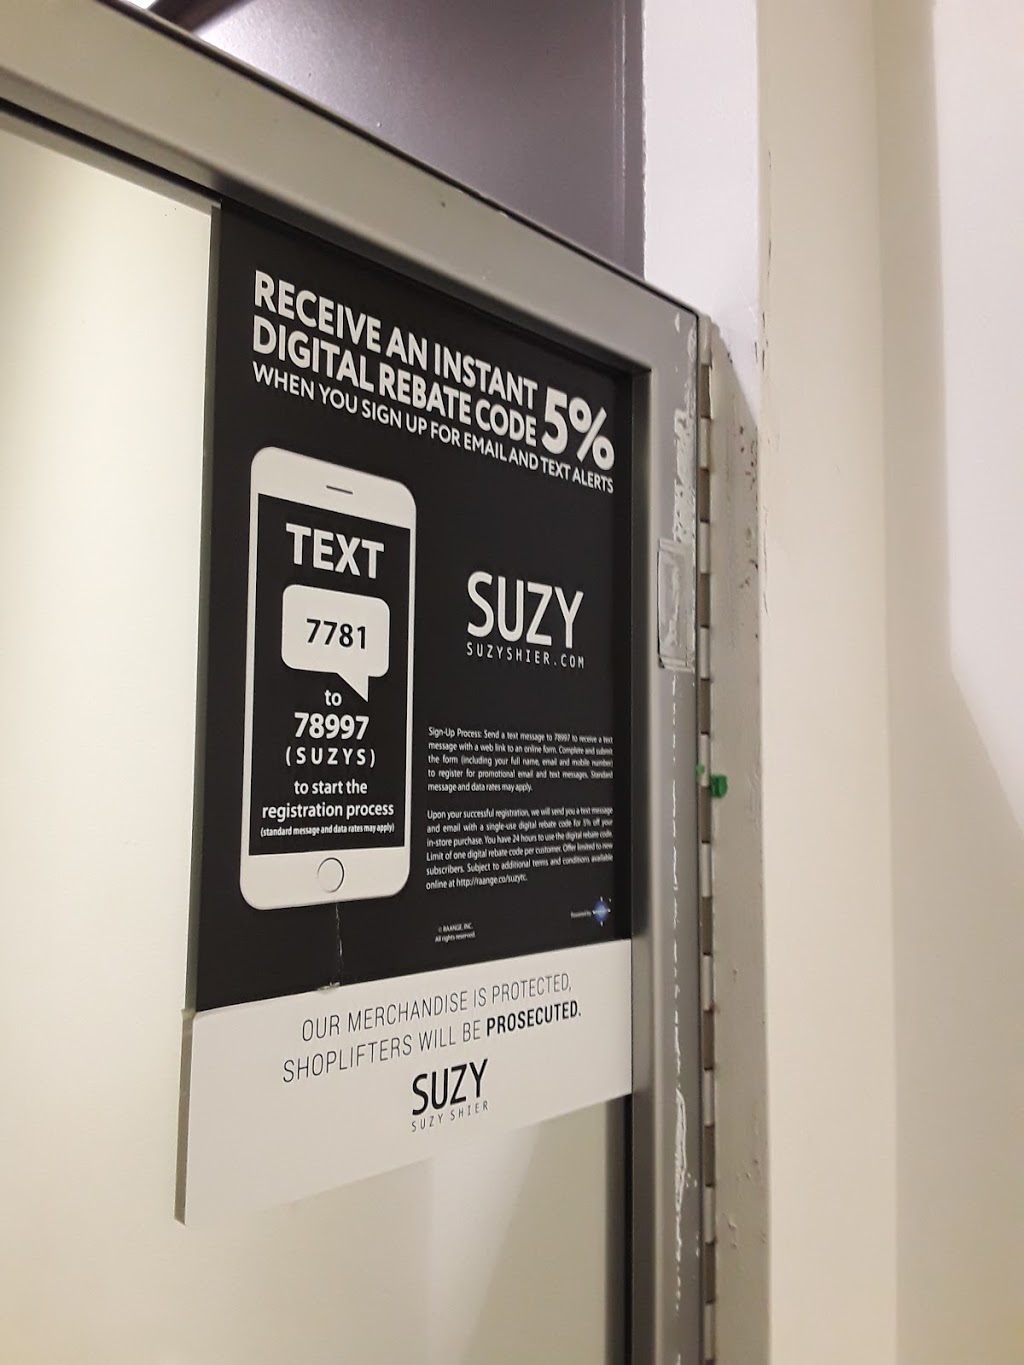 RECEIVE AN INSTANT
DIGITAL REBATE CODE
5%
WHEN YOU SIGN UP FOR EMAIL AND TEXT ALERTS
TEXT
7781
to
78997
(SUZYS)
to start the
registration process
(standard message and data rates may apply)
SUZY
SUZYSHIER.COM
Sign-Up Process: Send a text message to 78997 to receive a text
message with a web link to an online form. Complete and submit
the form (including your full name, email and mobile number)
to register for promotional email and text messages. Standard
message and data rates may apply.
Upon your successful registration, we will send you a text message
and email with a single-use digital rebate code for 5% off your
in-store purchase. You have 24 hours to use the digital rebate code.
Limit of one digital rebate code per customer. Offer limited to new
subscribers. Subject to additional terms and conditions available
online at http://raange.co/suzytc.
© RAANGE, INC.
All rights reserved.
Powered by
OUR MERCHANDISE IS PROTECTED,
SHOPLIFTERS WILL BE PROSECUTED.
SUZY
SUZY SHIER